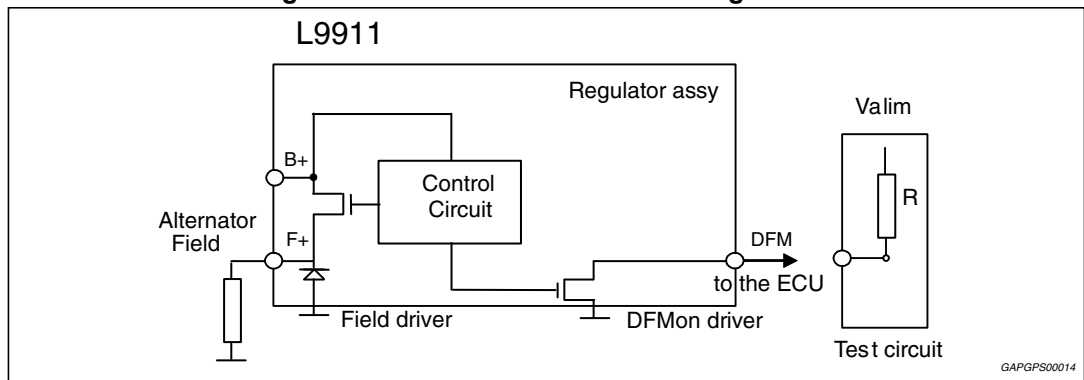 L9911
Regulator assy
Valim
B+
Control
Circuit
R
Alternator
Field
F+
DFM
to the ECU
Field driver
DFMon driver
Test circuit
GAPGPS00014